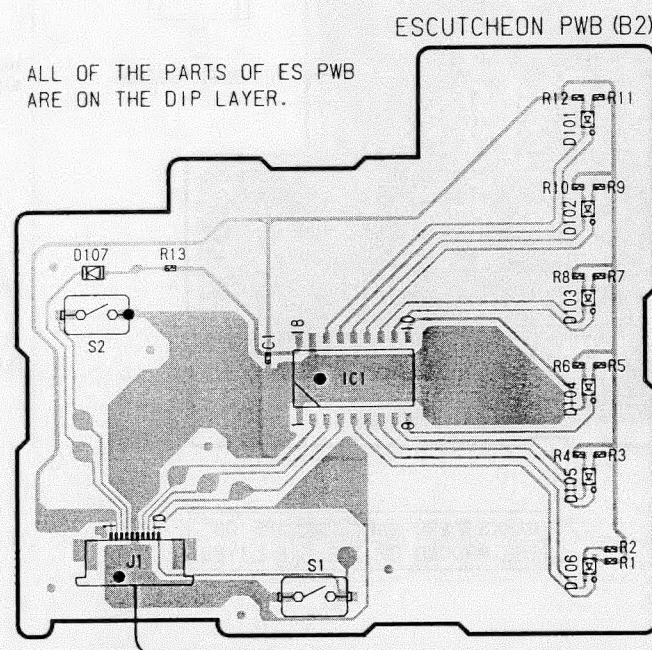 ESCUTCHEON PWB (B2)
ALL OF THE PARTS OF ES PWB
ARE ON THE DIP LAYER.
R12 R11
D101
R10 R9
D102
D107 R13
R8 R7
D103
S2
C1
18 10
IC1
R6 R5
D104
1 9
R4 R3
D105
1 10
J1
S1
R2
R1
D106